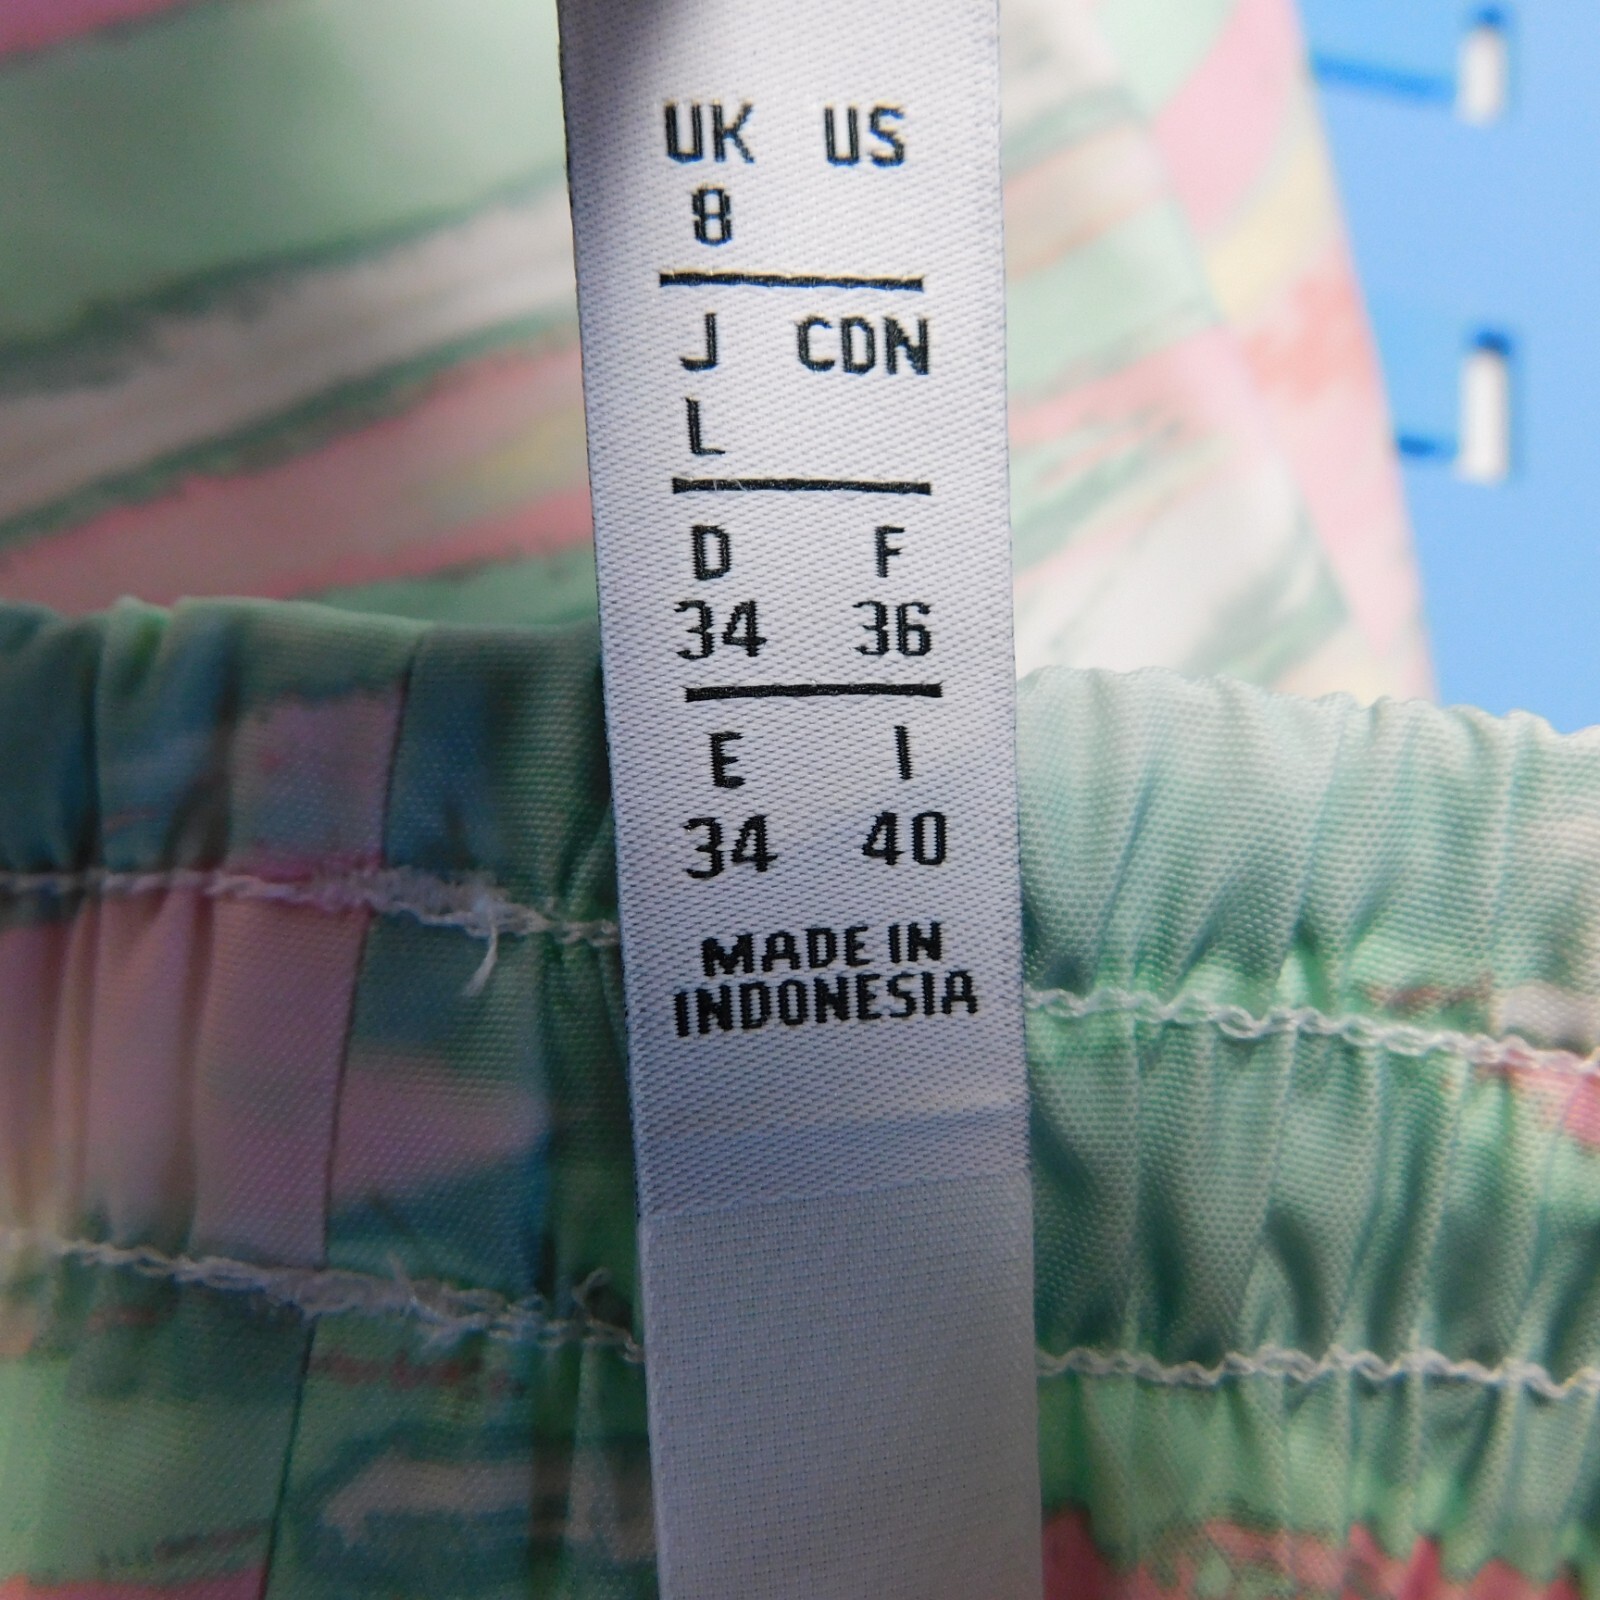 UK US
8
J CDN
L
D F
34 36
E I
34 40
MADE IN
INDONESIA